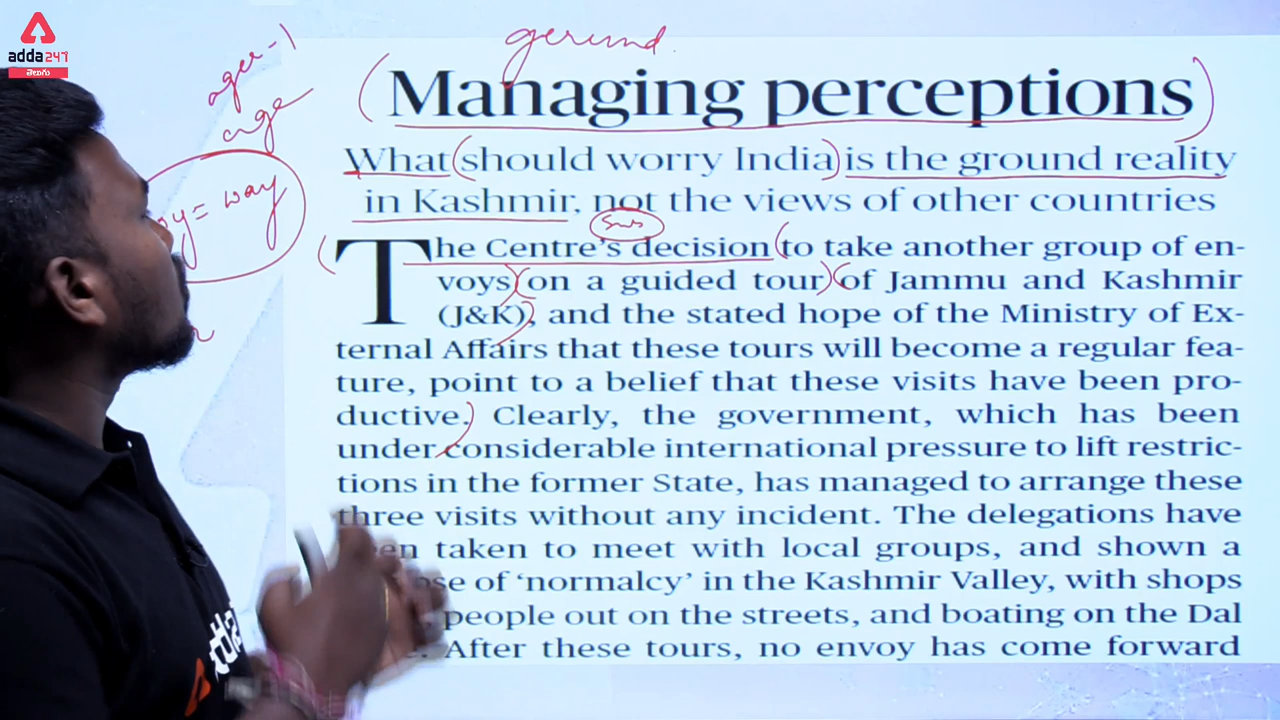 adda247
తెలుగు
gerund
ager-1
age
Managing perceptions
What should worry India is the ground reality
in Kashmir, not the views of other countries
= way
Sub
The Centre's decision to take another group of en-
voys on a guided tour of Jammu and Kashmir
(J&K), and the stated hope of the Ministry of Ex-
ternal Affairs that these tours will become a regular fea-
ture, point to a belief that these visits have been pro-
ductive. Clearly, the government, which has been
under considerable international pressure to lift restric-
tions in the former State, has managed to arrange these
three visits without any incident. The delegations have
taken to meet with local groups, and shown a
of 'normalcy' in the Kashmir Valley, with shops
people out on the streets, and boating on the Dal
After these tours, no envoy has come forward